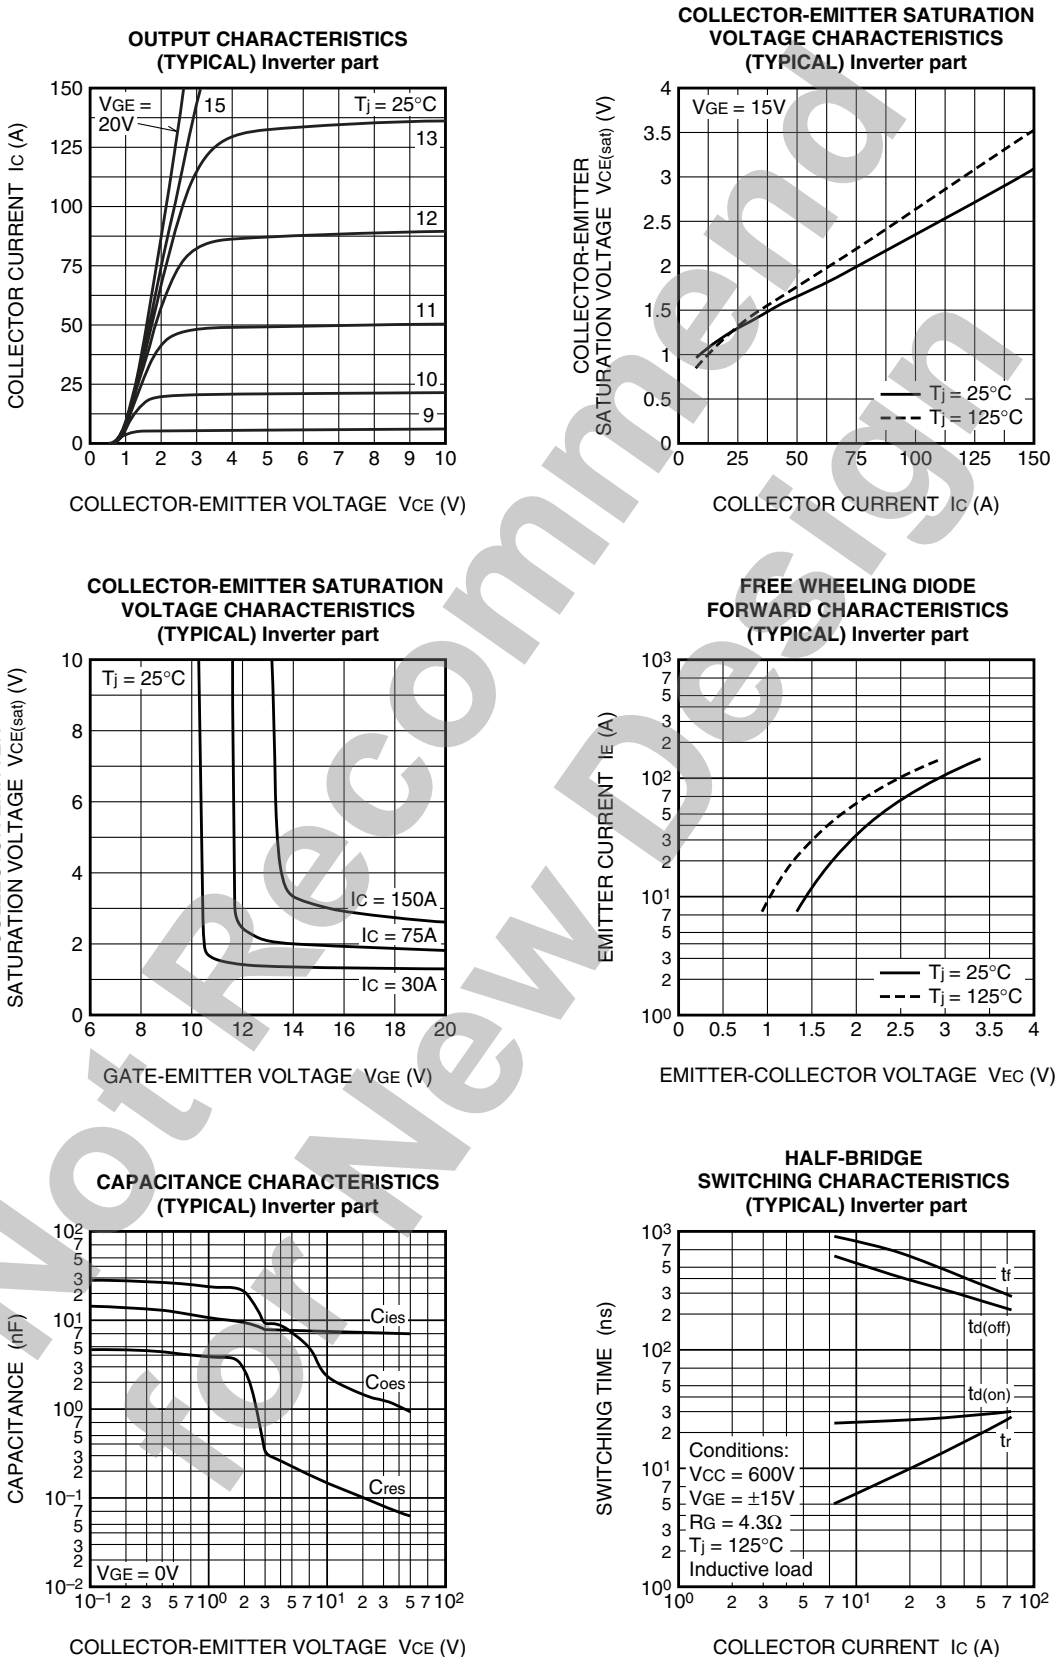 OUTPUT CHARACTERISTICS
(TYPICAL) Inverter part
COLLECTOR CURRENT IC (A)
150
125
100
75
50
25
0
VGE =
20V
15
Tj = 25°C
13
12
11
10
9
0 1 2 3 4 5 6 7 8 9 10
COLLECTOR-EMITTER VOLTAGE VCE (V)
COLLECTOR-EMITTER SATURATION
VOLTAGE CHARACTERISTICS
(TYPICAL) Inverter part
COLLECTOR-EMITTER
SATURATION VOLTAGE VCE(sat) (V)
4
3.5
3
2.5
2
1.5
1
0.5
0
VGE = 15V
Tj = 25°C
Tj = 125°C
0 25 50 75 100 125 150
COLLECTOR CURRENT IC (A)
COLLECTOR-EMITTER SATURATION
VOLTAGE CHARACTERISTICS
(TYPICAL) Inverter part
SATURATION VOLTAGE VCE(sat) (V)
10
8
6
4
2
0
Tj = 25°C
IC = 150A
IC = 75A
IC = 30A
6 8 10 12 14 16 18 20
GATE-EMITTER VOLTAGE VGE (V)
FREE WHEELING DIODE
FORWARD CHARACTERISTICS
(TYPICAL) Inverter part
EMITTER CURRENT IE (A)
10³
7
5
3
2
10²
7
5
3
2
10¹
7
5
3
2
10⁰
Tj = 25°C
Tj = 125°C
0 0.5 1 1.5 2 2.5 3 3.5 4
EMITTER-COLLECTOR VOLTAGE VEC (V)
CAPACITANCE CHARACTERISTICS
(TYPICAL) Inverter part
CAPACITANCE (nF)
10²
7
5
3
2
10¹
7
5
3
2
10⁰
7
5
3
2
10⁻¹
7
5
3
2
10⁻²
Cies
Coes
Cres
VGE = 0V
10⁻¹ 2 3 5 7 10⁰ 2 3 5 7 10¹ 2 3 5 7 10²
COLLECTOR-EMITTER VOLTAGE VCE (V)
HALF-BRIDGE
SWITCHING CHARACTERISTICS
(TYPICAL) Inverter part
SWITCHING TIME (ns)
10³
7
5
3
2
10²
7
5
3
2
10¹
7
5
3
2
10⁰
tf
td(off)
td(on)
tr
Conditions:
VCC = 600V
VGE = ±15V
RG = 4.3Ω
Tj = 125°C
Inductive load
10⁰ 2 3 5 7 10¹ 2 3 5 7 10²
COLLECTOR CURRENT IC (A)
Not Recommend
for New Design